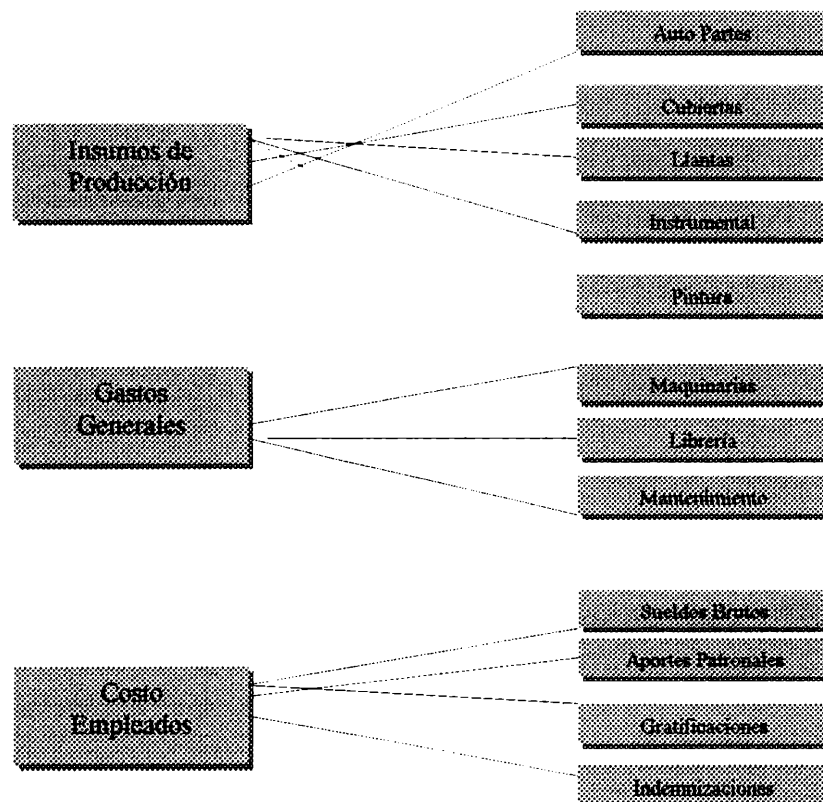 Auto Partes
Cubiertas
Insumos de
Producción
Llantas
Instrumental
Pintura
Gastos
Generales
Maquinarias
Librería
Mantenimiento
Sueldos Brutos
Costo
Empleados
Aportes Patronales
Gratificaciones
Indemnizaciones